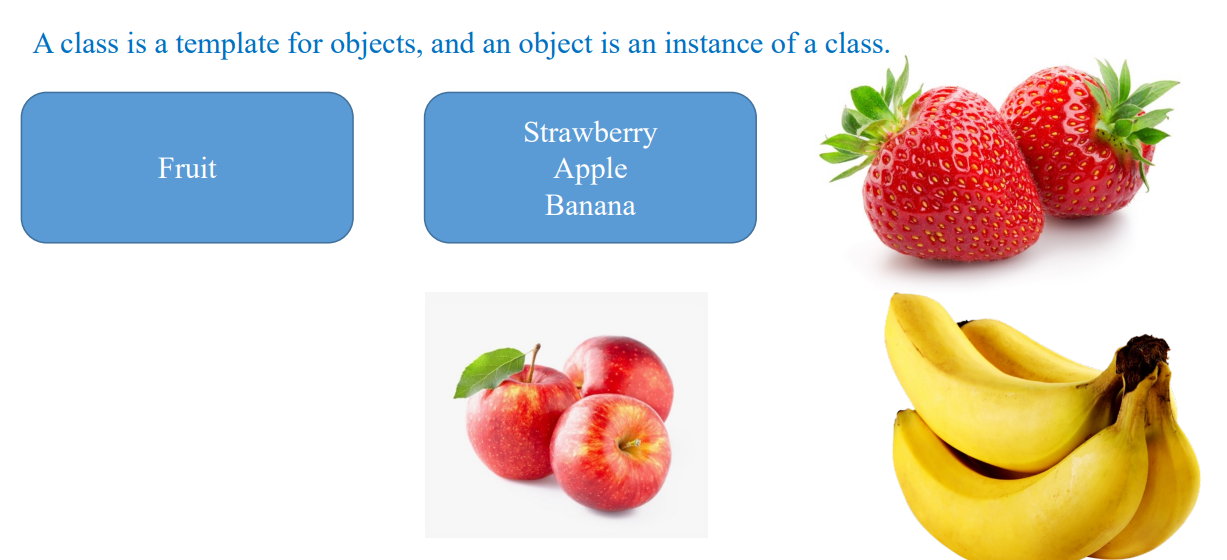 A class is a template for objects, and an object is an instance of a class.
Fruit
Strawberry
Apple
Banana